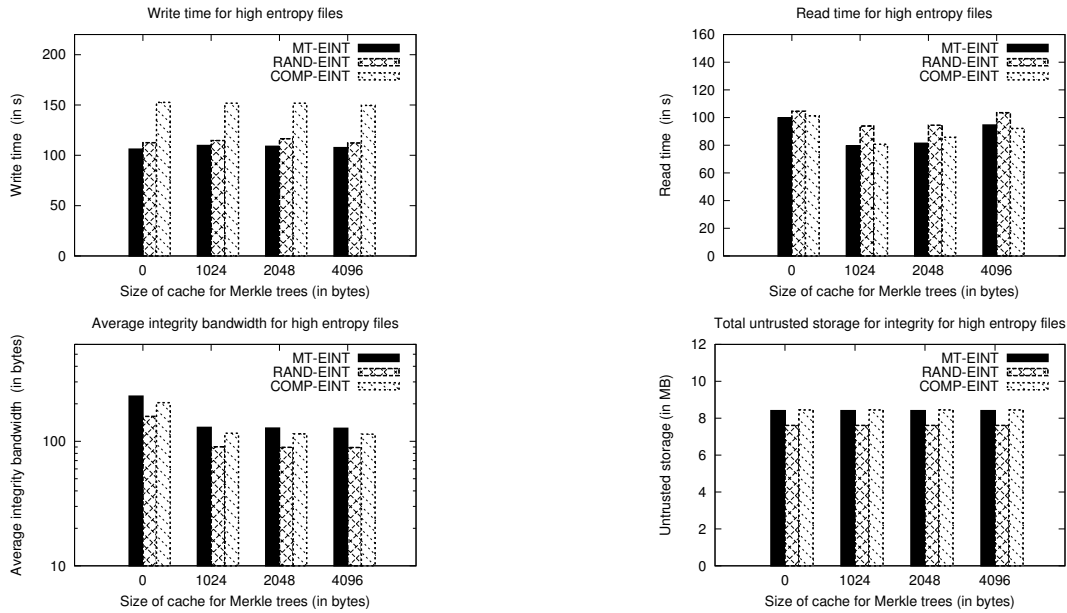 Write time for high entropy files
200
150
100
50
0
Write time (in s)
MT-EINT
RAND-EINT
COMP-EINT
0 1024 2048 4096
Size of cache for Merkle trees (in bytes)
Read time for high entropy files
160
140
120
100
80
60
40
20
0
Read time (in s)
MT-EINT
RAND-EINT
COMP-EINT
0 1024 2048 4096
Size of cache for Merkle trees (in bytes)
Average integrity bandwidth for high entropy files
100
10
Average integrity bandwidth (in bytes)
MT-EINT
RAND-EINT
COMP-EINT
0 1024 2048 4096
Size of cache for Merkle trees (in bytes)
Total untrusted storage for integrity for high entropy files
12
10
8
6
4
2
0
Untrusted storage (in MB)
MT-EINT
RAND-EINT
COMP-EINT
0 1024 2048 4096
Size of cache for Merkle trees (in bytes)